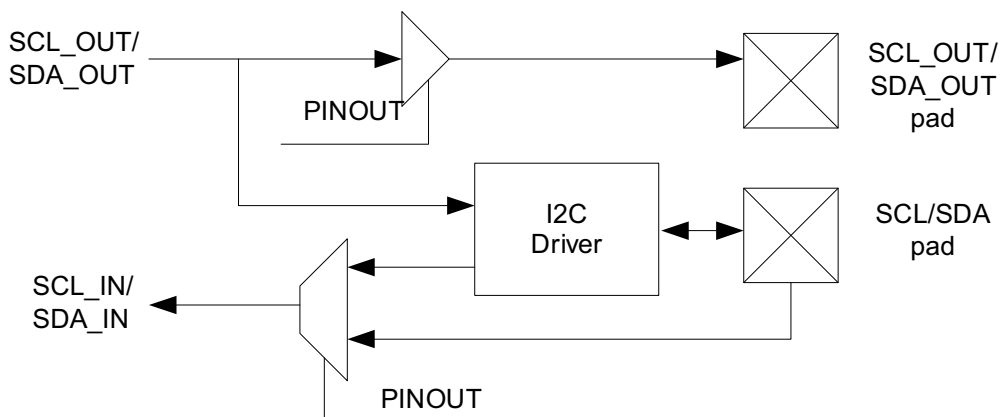 SCL_OUT/
SDA_OUT
PINOUT
SCL_OUT/
SDA_OUT
pad
I2C
Driver
SCL/SDA
pad
SCL_IN/
SDA_IN
PINOUT